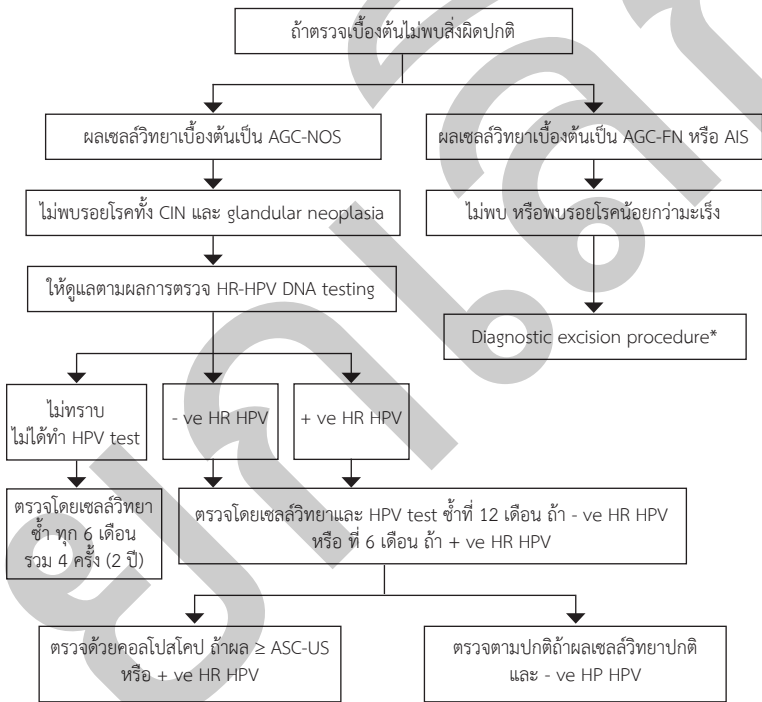 ถ้าตรวจเบื้องต้นไม่พบสิ่งผิดปกติ
ผลเซลล์วิทยาเบื้องต้นเป็น AGC-NOS
ผลเซลล์วิทยาเบื้องต้นเป็น AGC-FN หรือ AIS
ไม่พบรอยโรคทั้ง CIN และ glandular neoplasia
ไม่พบ หรือพบรอยโรคน้อยกว่ามะเร็ง
ให้ดูแลตามผลการตรวจ HR-HPV DNA testing
Diagnostic excision procedure*
ไม่ทราบ
ไม่ได้ทำ HPV test
- ve HR HPV
+ ve HR HPV
ตรวจโดยเซลล์วิทยา
ซ้ำ ทุก 6 เดือน
รวม 4 ครั้ง (2 ปี)
ตรวจโดยเซลล์วิทยาและ HPV test ซ้ำที่ 12 เดือน ถ้า - ve HR HPV
หรือ ที่ 6 เดือน ถ้า + ve HR HPV
ตรวจด้วยคอลโปสโคป ถ้าผล ≥ ASC-US
หรือ + ve HR HPV
ตรวจตามปกติถ้าผลเซลล์วิทยาปกติ
และ - ve HP HPV